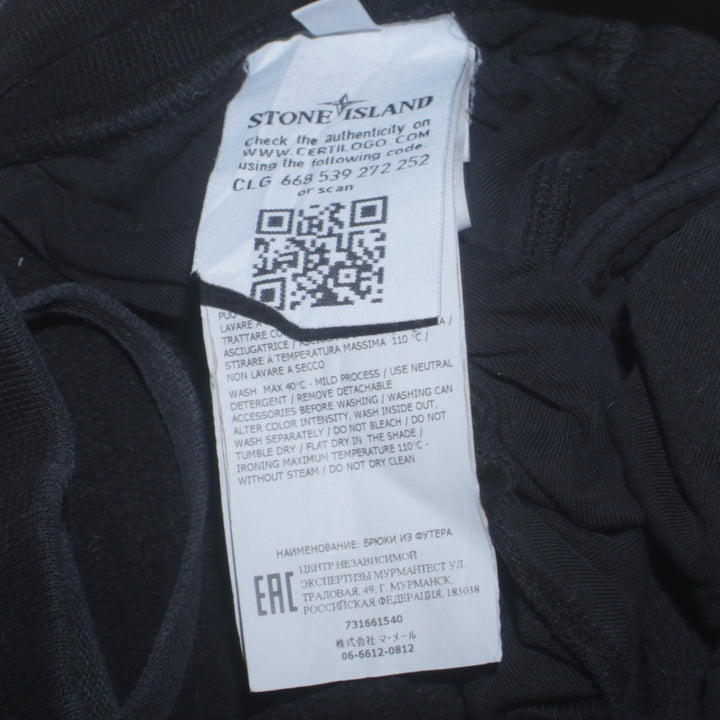 STONE ISLAND
Check the authenticity on
WWW.CERTILOGO.COM
using the following code.
CLG 668 539 272 252
or scan
LAVARE A
TRATTARE CO
ASCIUGATRICE /
STIRARE A TEMPERATURA MASSIMA 110°C /
NON LAVARE A SECCO
WASH MAX 40°C - MILD PROCESS / USE NEUTRAL
DETERGENT / REMOVE DETACHABLE
ACCESSORIES BEFORE WASHING / WASHING CAN
ALTER COLOR INTENSITY, WASH INSIDE OUT,
WASH SEPARATELY / DO NOT BLEACH / DO NOT
TUMBLE DRY / FLAT DRY IN THE SHADE /
IRONING MAXIMUM TEMPERATURE 110°C -
WITHOUT STEAM / DO NOT DRY CLEAN
НАИМЕНОВАНИЕ: БРЮКИ ИЗ ФУТЕРА
EAC
ЦЕНТР НЕЗАВИСИМОЙ
ЭКСПЕРТИЗЫ МУРМАНТЕСТ УЛ.
ТРАЛОВАЯ, 49, Г. МУРМАНСК,
РОССИЙСКАЯ ФЕДЕРАЦИЯ, 183038
731661540
株式会社 マ・メール
06-6612-0812